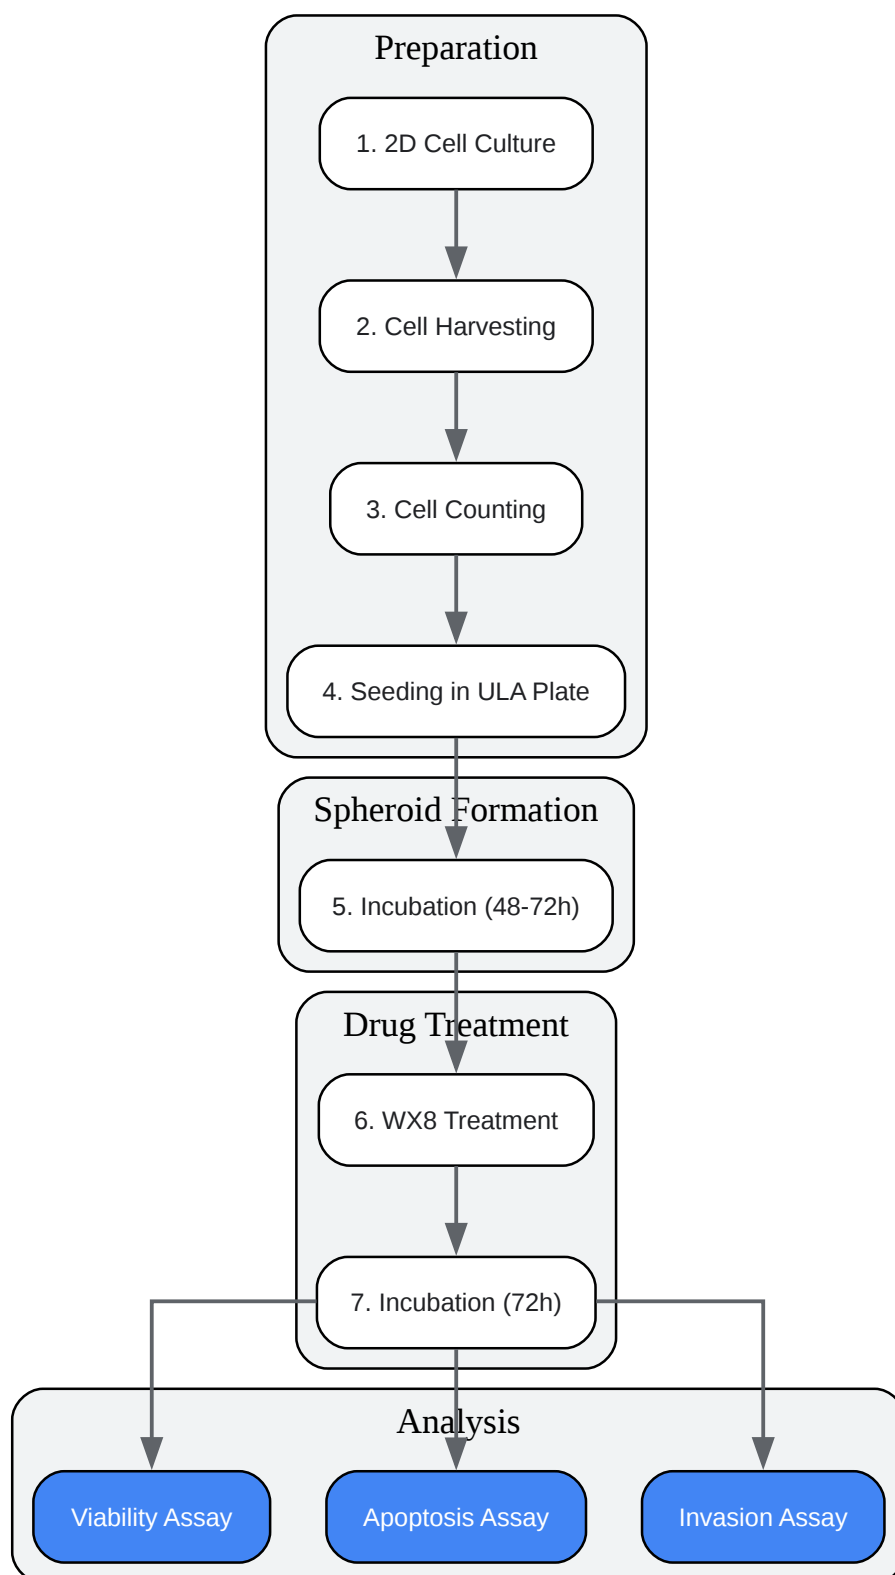 Preparation
1. 2D Cell Culture
2. Cell Harvesting
3. Cell Counting
4. Seeding in ULA Plate
Spheroid Formation
5. Incubation (48-72h)
Drug Treatment
6. WX8 Treatment
7. Incubation (72h)
Analysis
Viability Assay
Apoptosis Assay
Invasion Assay